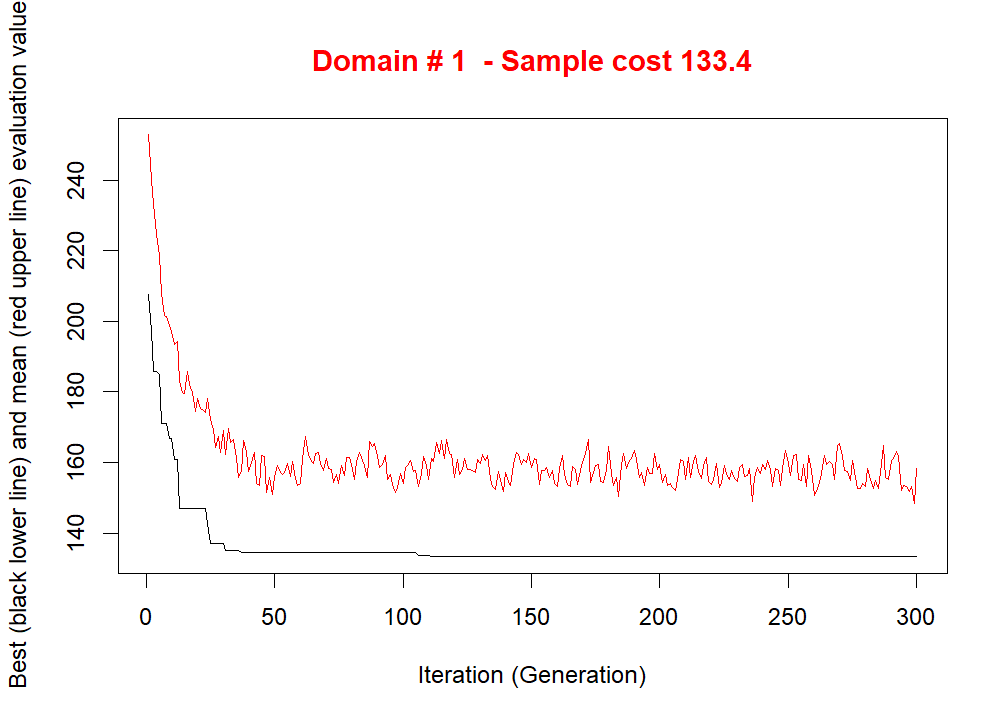 Domain # 1  - Sample cost 133.4
Best (black lower line) and mean (red upper line) evaluation value
240
220
200
180
160
140
0 50 100 150 200 250 300
Iteration (Generation)